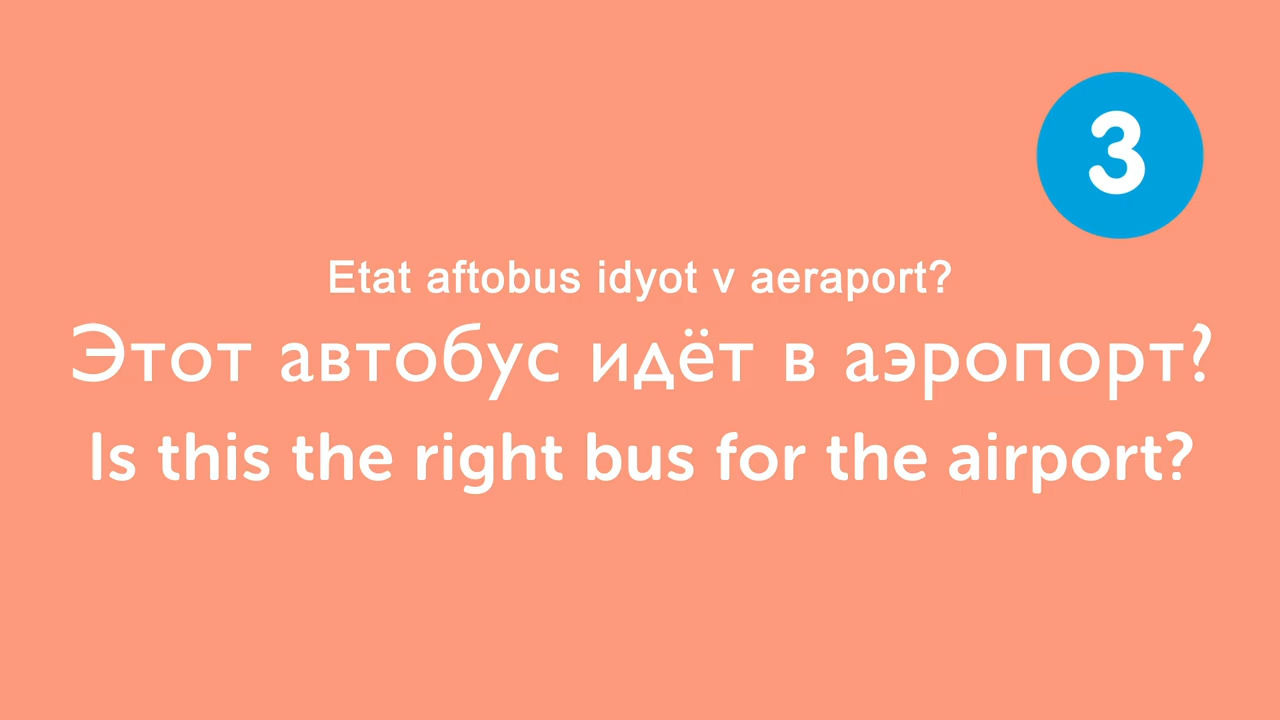 3
Etat aftobus idyot v aeraport?
Этот автобус идёт в аэропорт?
Is this the right bus for the airport?